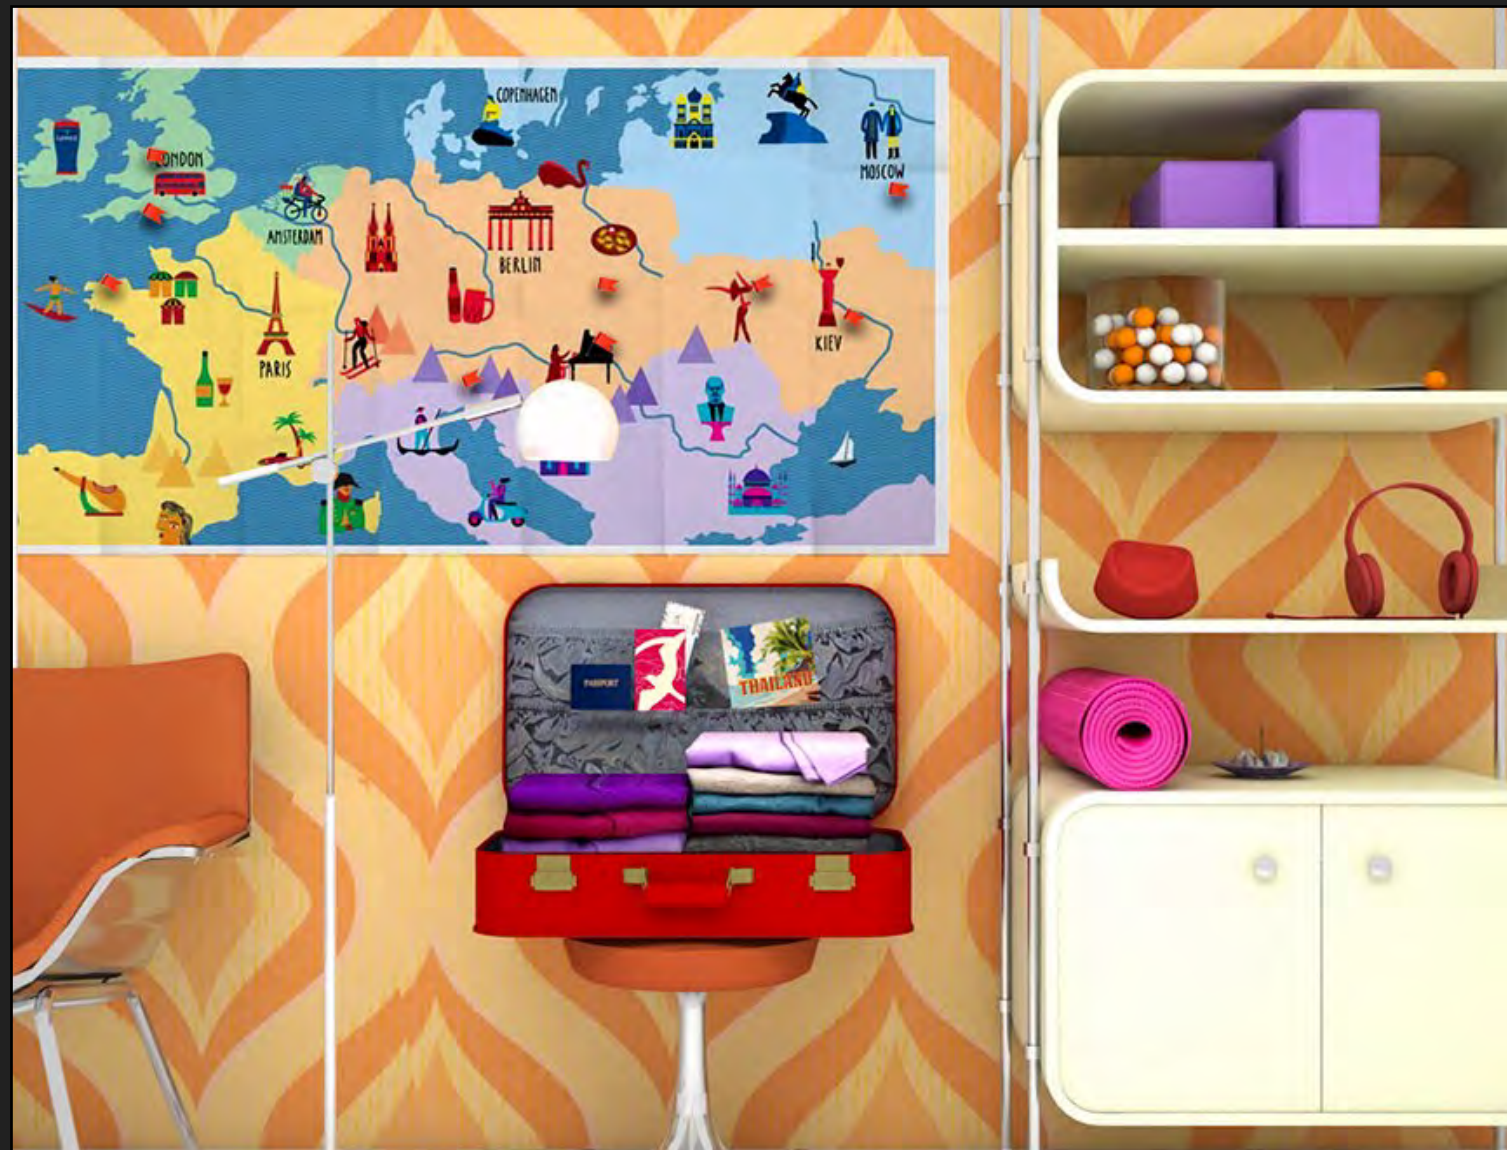 COPENHAGEN
LONDON
MOSCOW
AMSTERDAM
BERLIN
KIEV
PARIS
PASSPORT
THAILAND